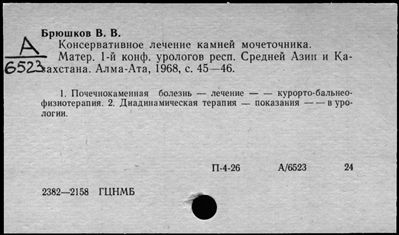 Брюшков В. В.
А
6523
Консервативное лечение камней мочеточника.
Матер. 1-й конф. урологов респ. Средней Азии и Ка-
захстана. Алма-Ата, 1968, с. 45—46.
1. Почечнокаменная болезнь — лечение — — курорто-бальнео-
физиотерапия. 2. Диадинамическая терапия — показания — — в уро-
логии.
П-4-26 А/6523 24
2382—2158 ГЦНМБ